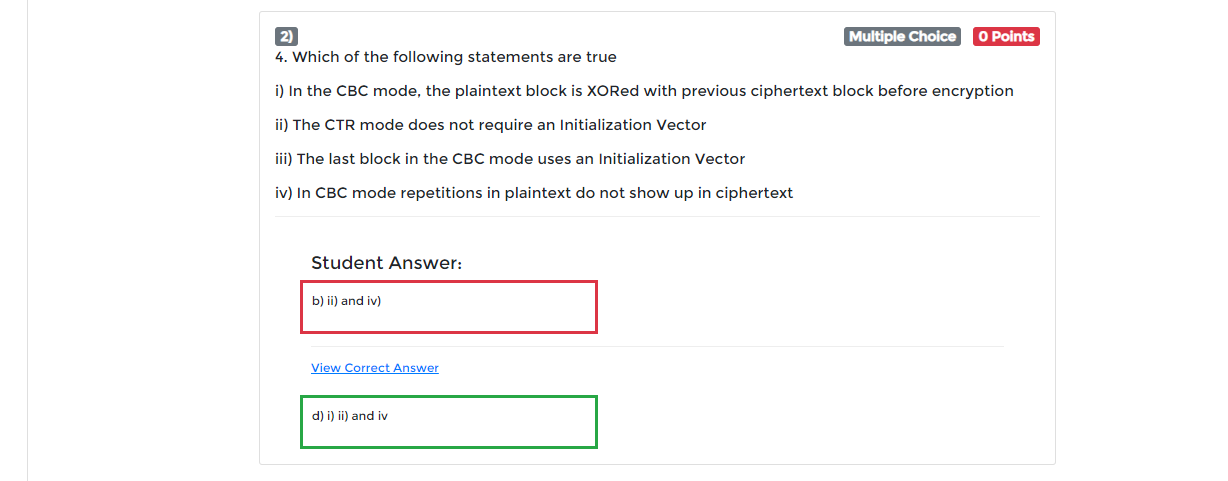 2)
Multiple Choice
0 Points
4. Which of the following statements are true
i) In the CBC mode, the plaintext block is XORed with previous ciphertext block before encryption
ii) The CTR mode does not require an Initialization Vector
iii) The last block in the CBC mode uses an Initialization Vector
iv) In CBC mode repetitions in plaintext do not show up in ciphertext
Student Answer:
b) ii) and iv)
View Correct Answer
d) i) ii) and iv